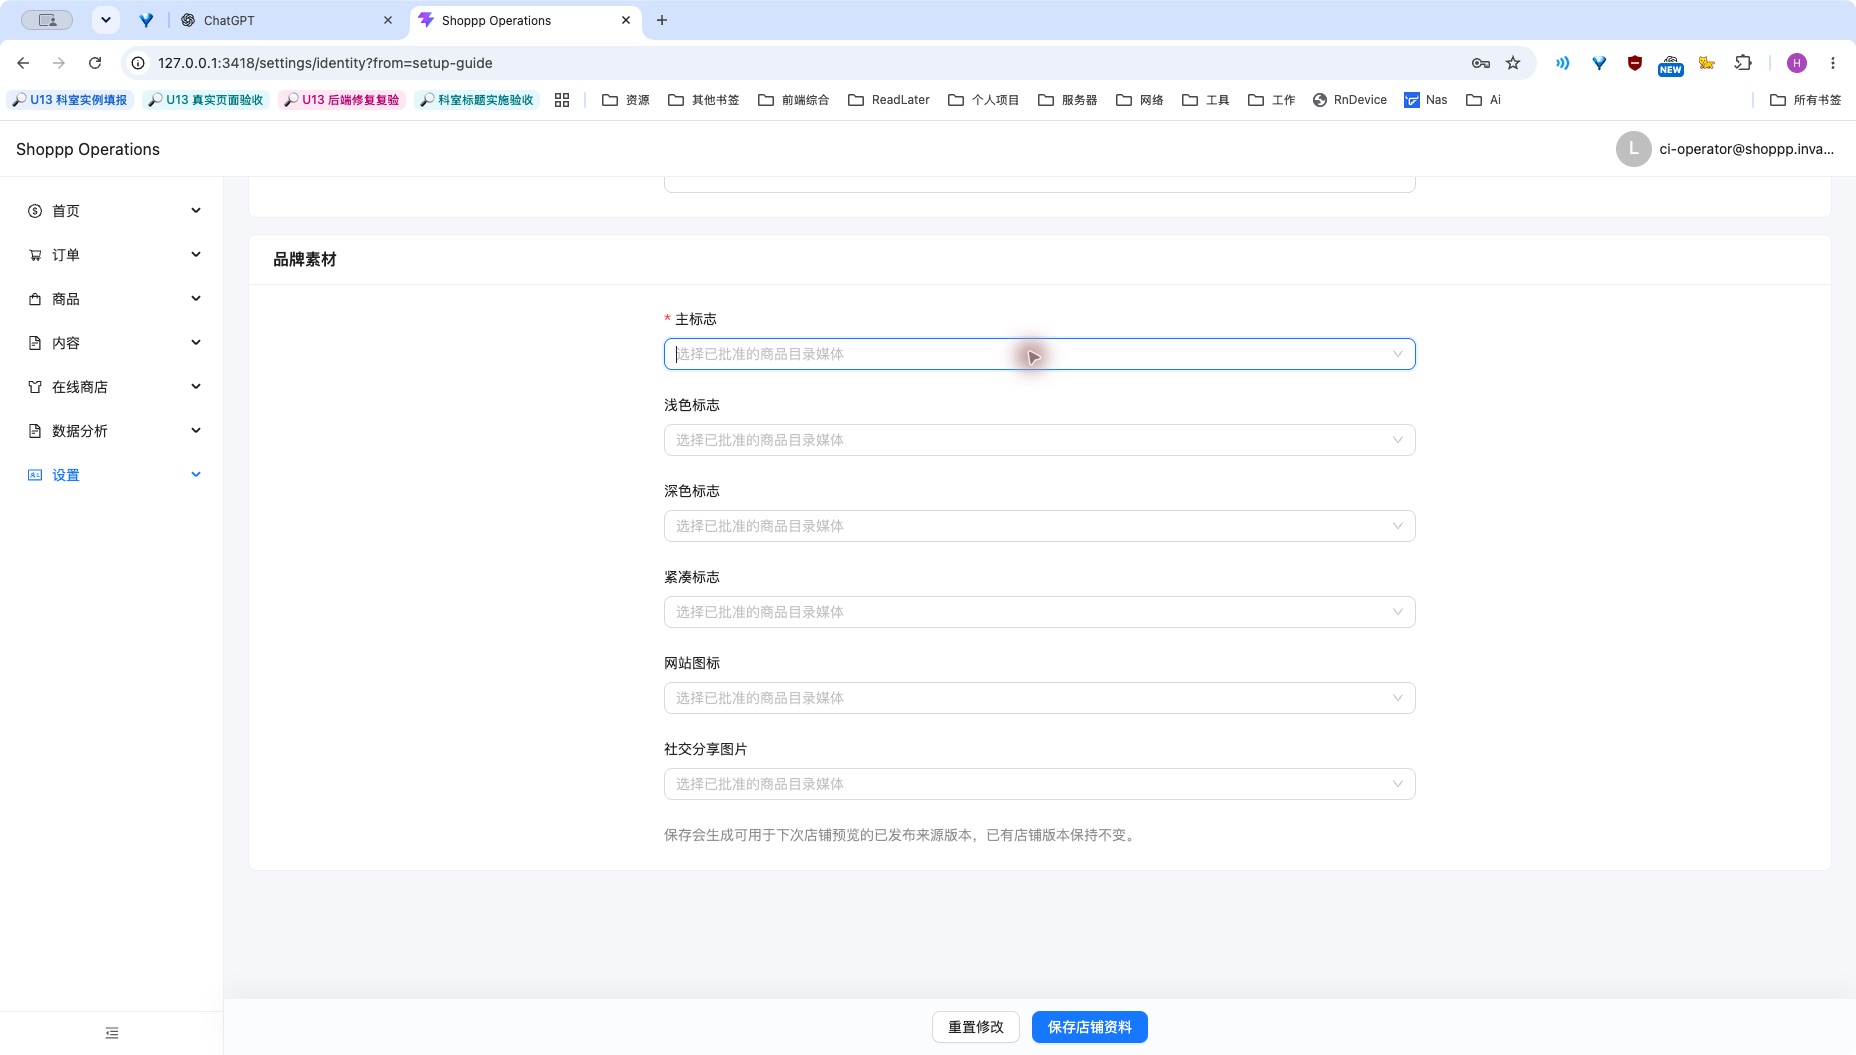 ChatGPT
Shoppp Operations
127.0.0.1:3418/settings/identity?from=setup-guide
NEW
H
U13 科室实例填报
U13 真实页面验收
U13 后端修复复验
科室标题实施验收
资源
其他书签
前端综合
ReadLater
个人项目
服务器
网络
工具
工作
RnDevice
Nas
Ai
所有书签
Shoppp Operations
L
ci-operator@shoppp.inva...
首页
订单
商品
内容
在线商店
数据分析
设置
品牌素材
* 主标志
选择已批准的商品目录媒体
浅色标志
选择已批准的商品目录媒体
深色标志
选择已批准的商品目录媒体
紧凑标志
选择已批准的商品目录媒体
网站图标
选择已批准的商品目录媒体
社交分享图片
选择已批准的商品目录媒体
保存会生成可用于下次店铺预览的已发布来源版本，已有店铺版本保持不变。
重置修改
保存店铺资料